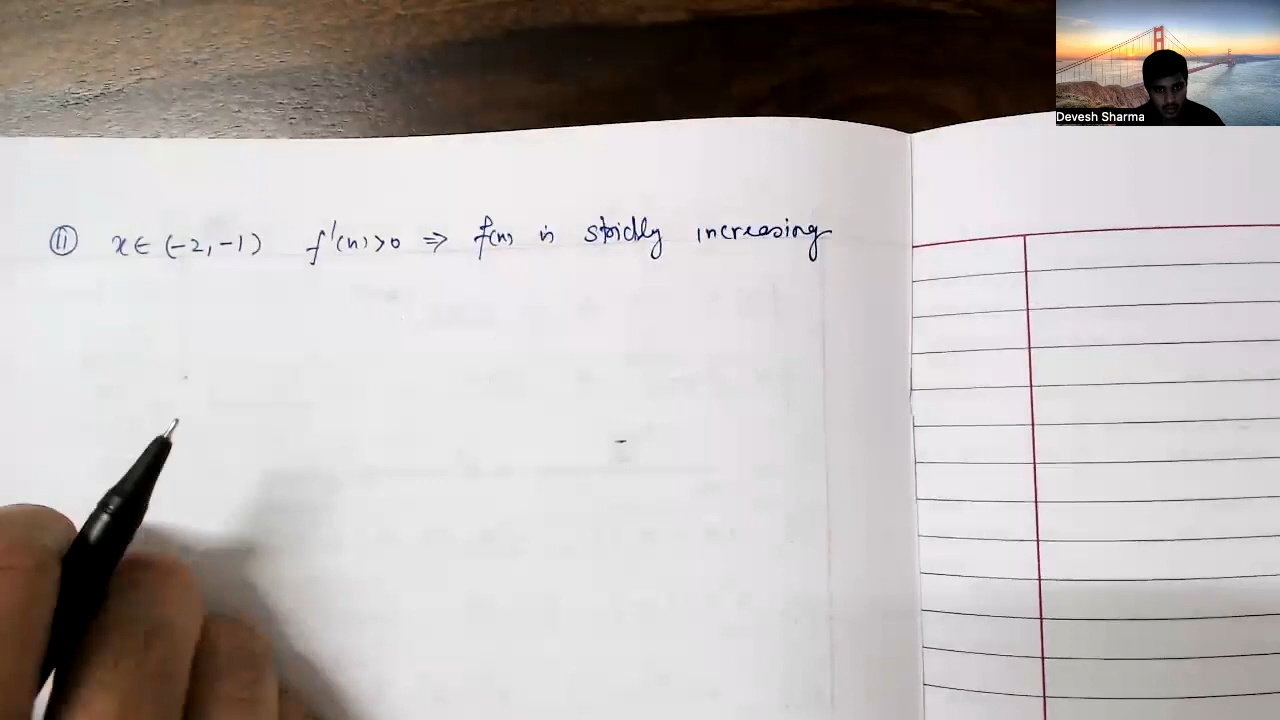 Devesh Sharma
(ii) x ∈ (-2, -1) f'(x) > 0 ⇒ f(x) is strictly increasing